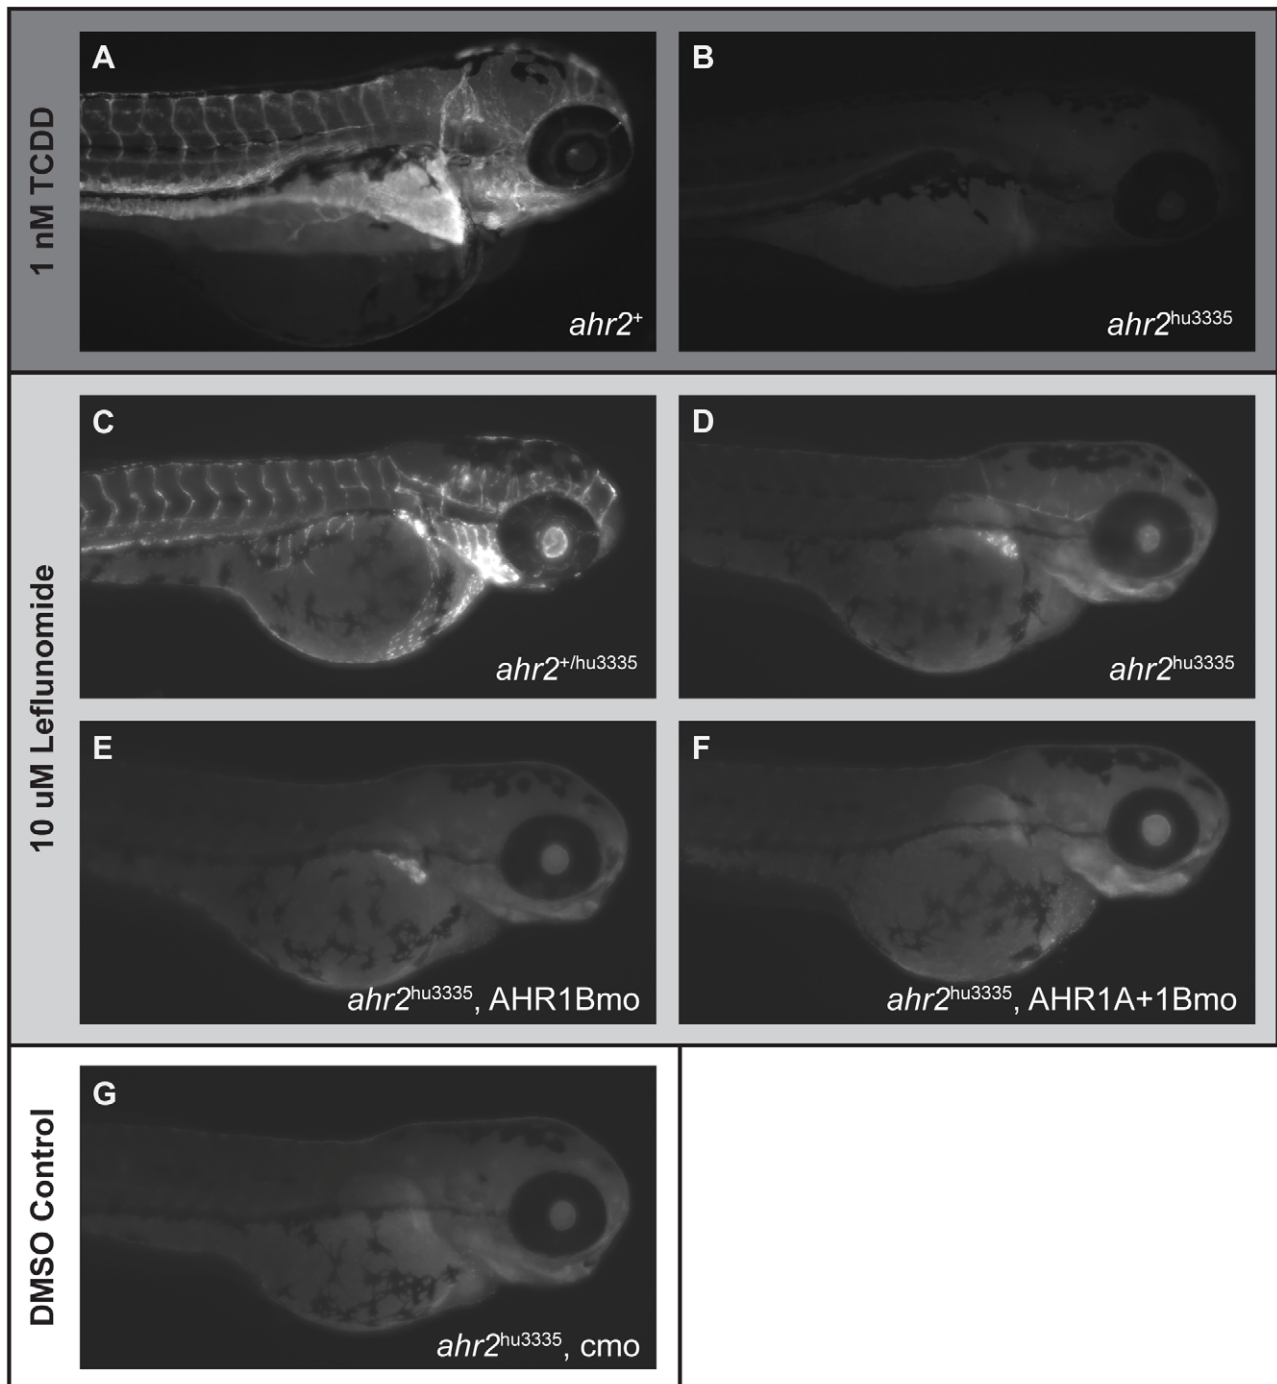 1 nM TCDD
A
ahr2+
B
ahr2hu3335
10 uM Leflunomide
C
ahr2+/hu3335
D
ahr2hu3335
E
ahr2hu3335, AHR1Bmo
F
ahr2hu3335, AHR1A+1Bmo
DMSO Control
G
ahr2hu3335, cmo